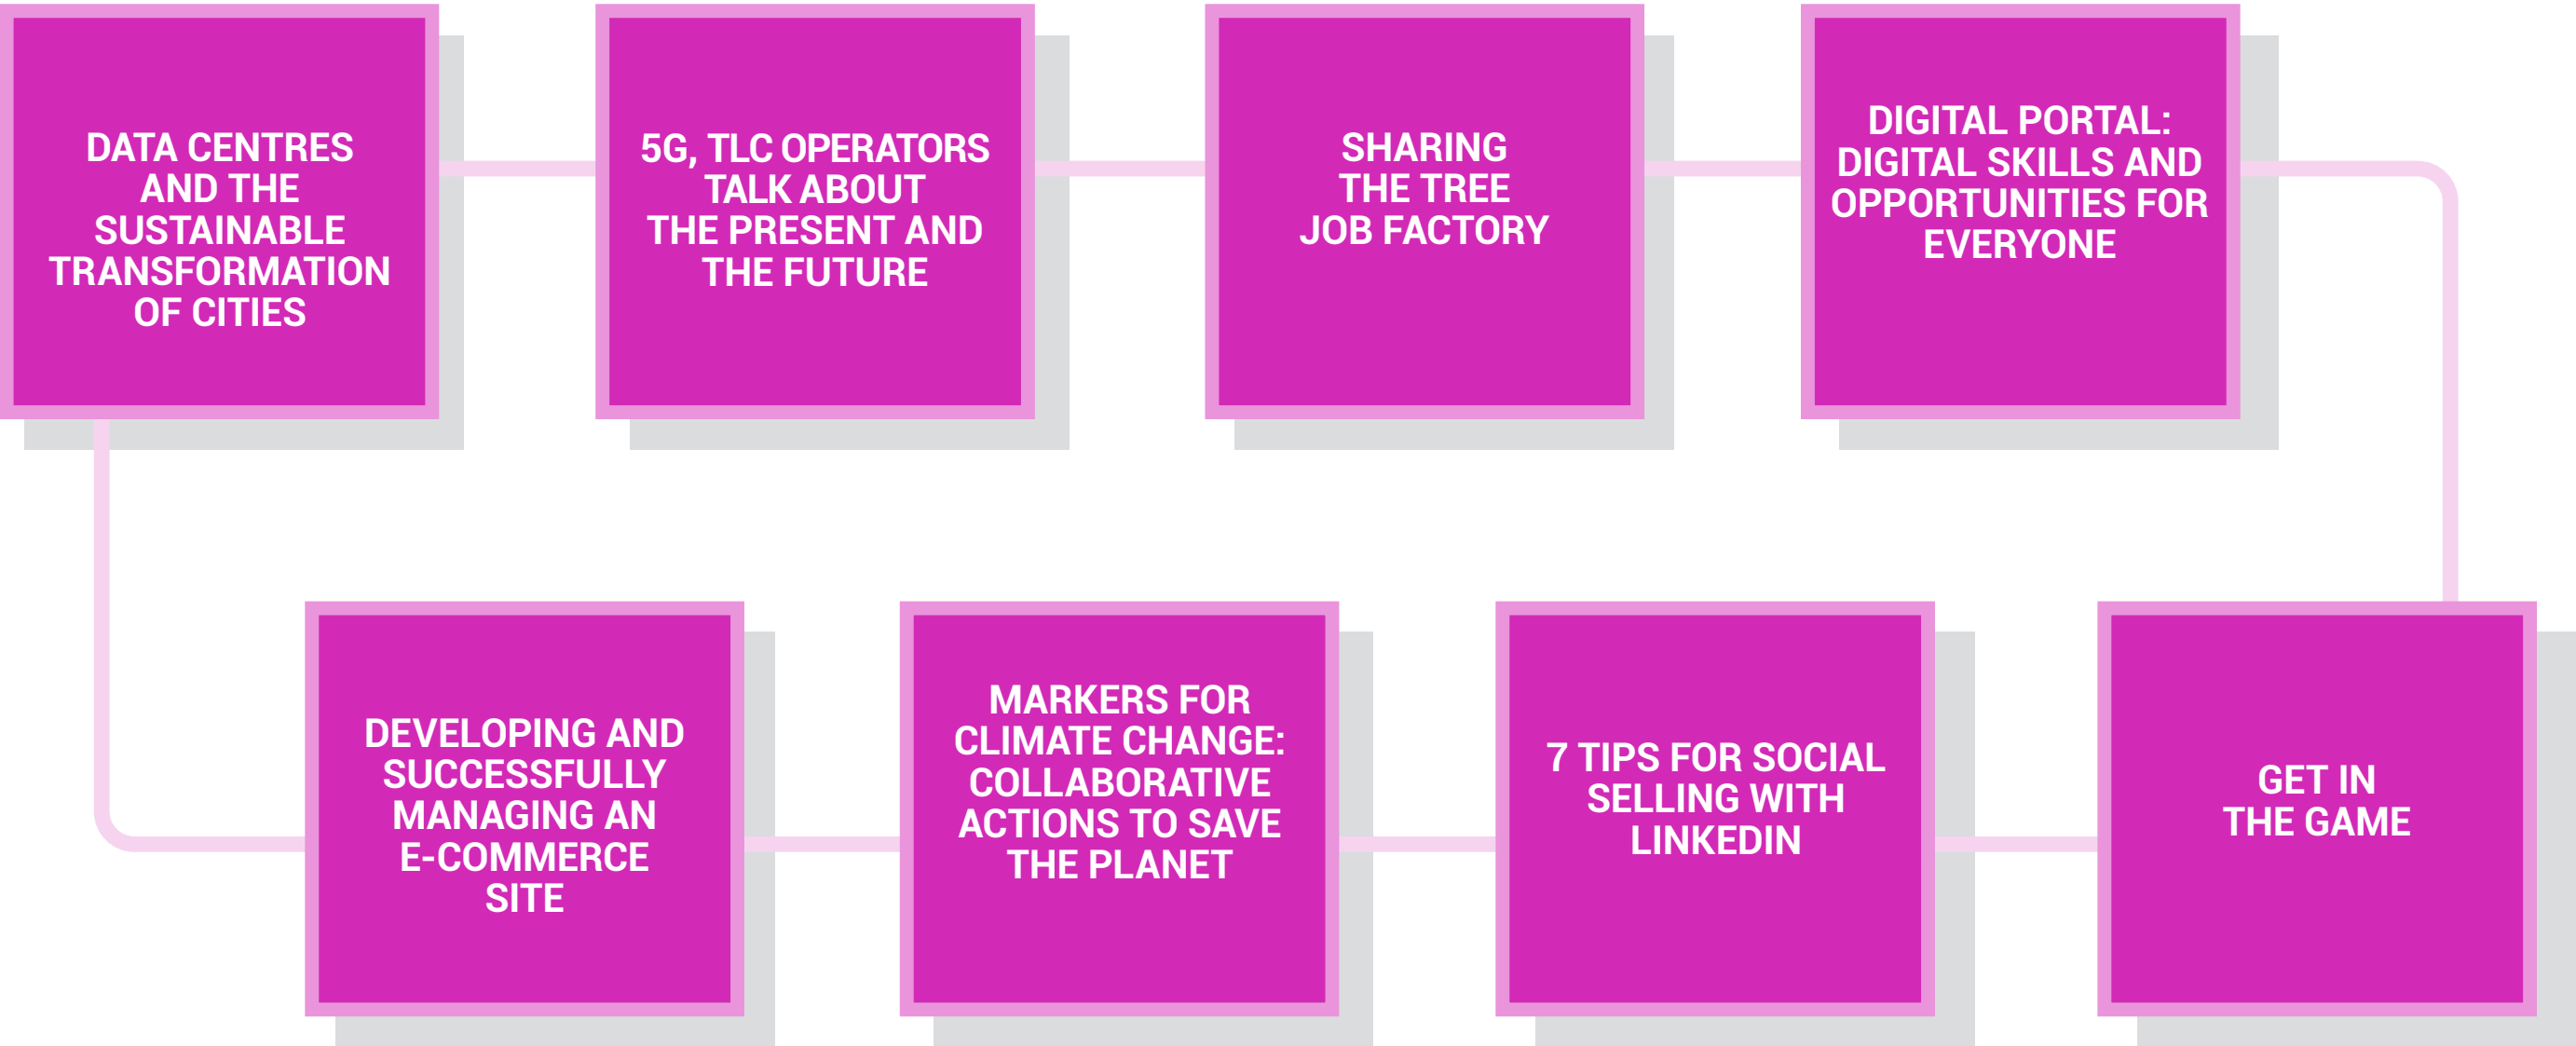 DATA CENTRES
AND THE
SUSTAINABLE
TRANSFORMATION
OF CITIES
5G, TLC OPERATORS
TALK ABOUT
THE PRESENT AND
THE FUTURE
SHARING
THE TREE
JOB FACTORY
DIGITAL PORTAL:
DIGITAL SKILLS AND
OPPORTUNITIES FOR
EVERYONE
DEVELOPING AND
SUCCESSFULLY
MANAGING AN
E-COMMERCE
SITE
MARKERS FOR
CLIMATE CHANGE:
COLLABORATIVE
ACTIONS TO SAVE
THE PLANET
7 TIPS FOR SOCIAL
SELLING WITH
LINKEDIN
GET IN
THE GAME